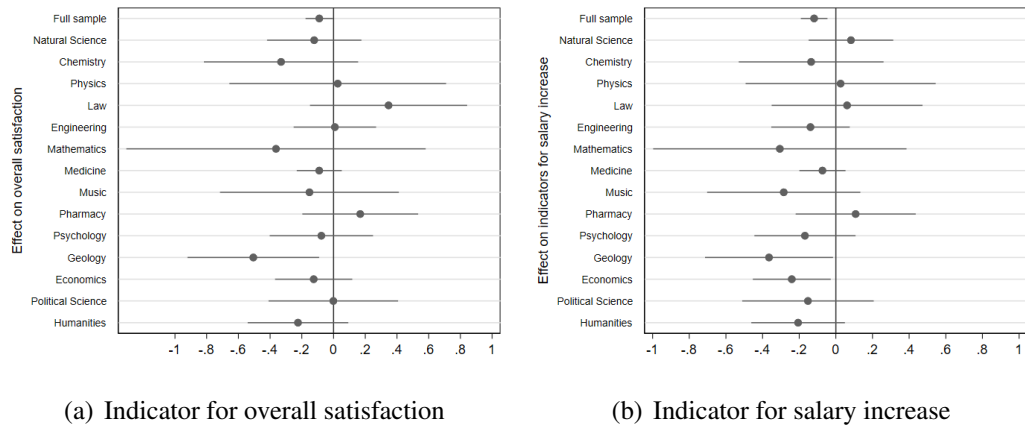 Effect on overall satisfaction
Full sample
Natural Science
Chemistry
Physics
Law
Engineering
Mathematics
Medicine
Music
Pharmacy
Psychology
Geology
Economics
Political Science
Humanities
-1 -.8 -.6 -.4 -.2 0 .2 .4 .6 .8 1
(a) Indicator for overall satisfaction
Effect on indicators for salary increase
Full sample
Natural Science
Chemistry
Physics
Law
Engineering
Mathematics
Medicine
Music
Pharmacy
Psychology
Geology
Economics
Political Science
Humanities
-1 -.8 -.6 -.4 -.2 0 .2 .4 .6 .8 1
(b) Indicator for salary increase